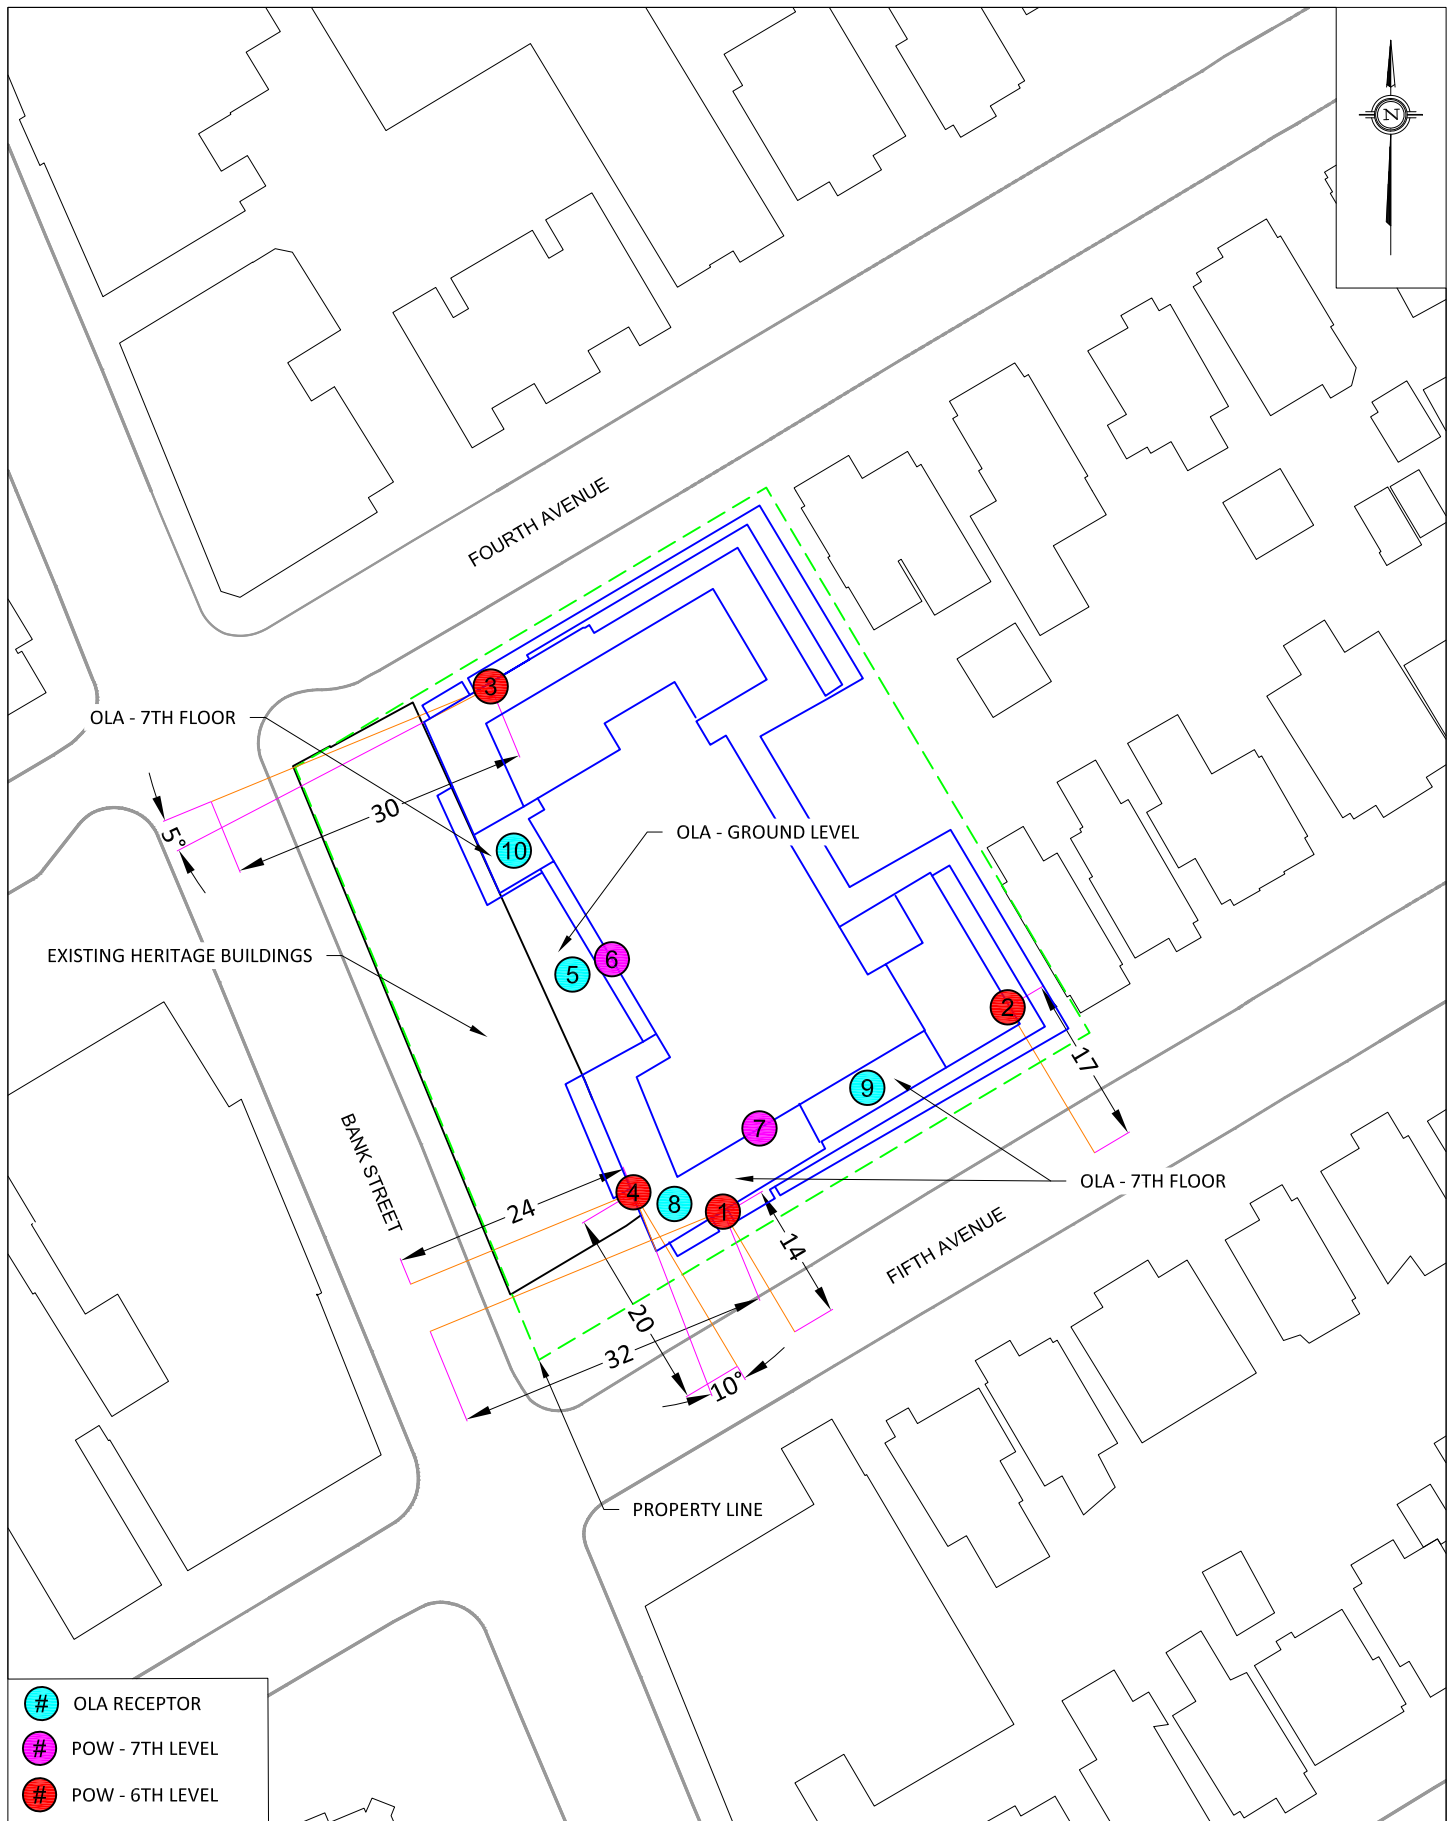 N
FOURTH AVENUE
3
OLA - 7TH FLOOR
30
5°
OLA - GROUND LEVEL
10
EXISTING HERITAGE BUILDINGS
6
5
2
17
9
7
BANK STREET
OLA - 7TH FLOOR
4
8
1
24
14
FIFTH AVENUE
20
32
10°
PROPERTY LINE
# OLA RECEPTOR
# POW - 7TH LEVEL
# POW - 6TH LEVEL